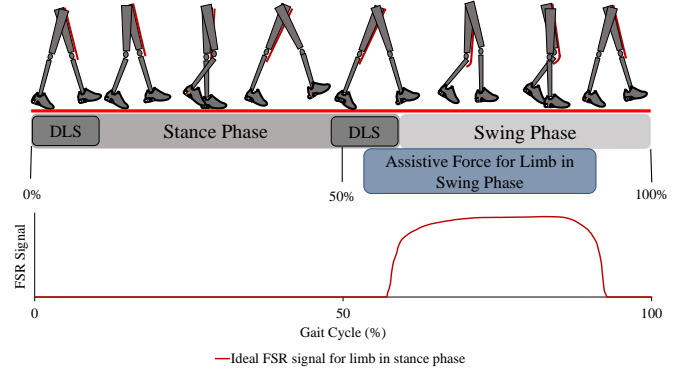 DLS
Stance Phase
DLS
Swing Phase
Assistive Force for Limb in
Swing Phase
0%
50%
100%
FSR Signal
0
50
100
Gait Cycle (%)
Ideal FSR signal for limb in stance phase